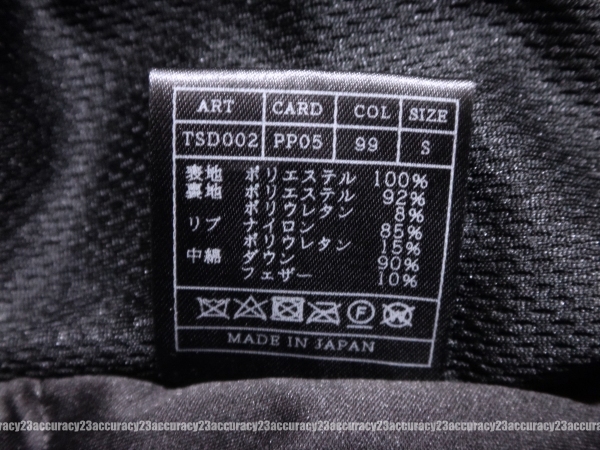 ART CARD COL SIZE
TSD002 PP05 99 S
表地 ポリエステル 100%
裏地 ポリエステル 92%
ポリウレタン 8%
リブ ナイロン 85%
ポリウレタン 15%
中綿 ダウン 90%
フェザー 10%
F W
MADE IN JAPAN
accuracy23accuracy23accuracy23accuracy23accuracy23accuracy23accuracy23accuracy23accuracy23